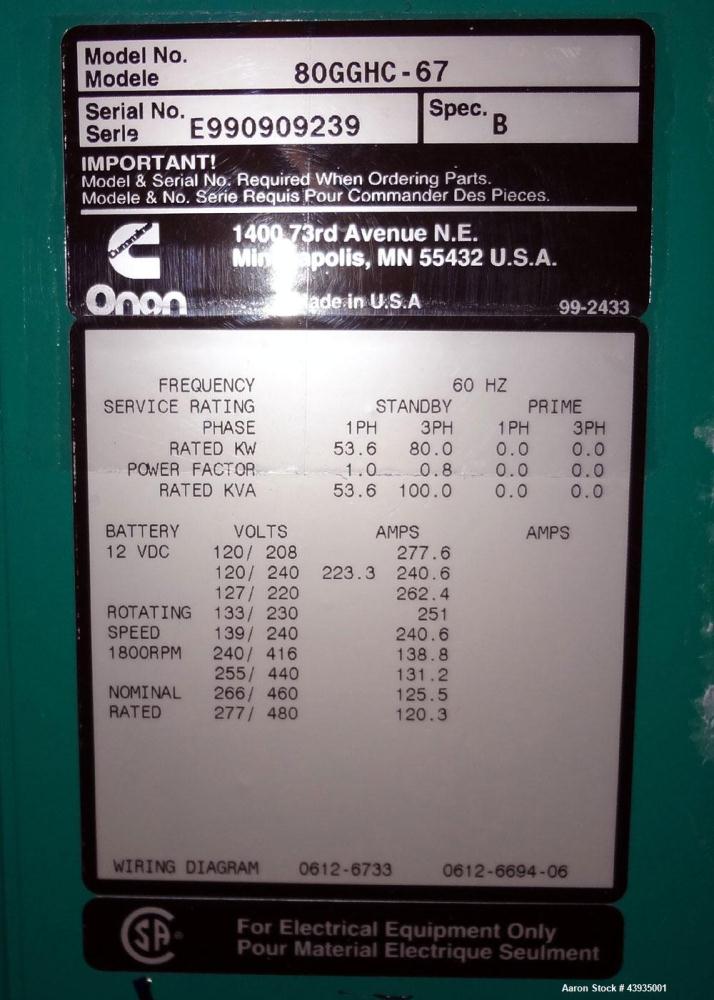 Model No.
Modele 80GGHC-67
Serial No.
Serie E990909239
Spec. B
IMPORTANT!
Model & Serial No. Required When Ordering Parts.
Modele & No. Serie Requis Pour Commander Des Pieces.
1400 73rd Avenue N.E.
Minneapolis, MN 55432 U.S.A.
Onan
Made in U.S.A
99-2433
FREQUENCY 60 HZ
SERVICE RATING STANDBY PRIME
PHASE 1PH 3PH 1PH 3PH
RATED KW 53.6 80.0 0.0 0.0
POWER FACTOR 1.0 0.8 0.0 0.0
RATED KVA 53.6 100.0 0.0 0.0
BATTERY VOLTS AMPS AMPS
12 VDC 120/ 208 277.6
120/ 240 223.3 240.6
127/ 220 262.4
ROTATING 133/ 230 251
SPEED 139/ 240 240.6
1800RPM 240/ 416 138.8
255/ 440 131.2
NOMINAL 266/ 460 125.5
RATED 277/ 480 120.3
WIRING DIAGRAM 0612-6733 0612-6694-06
SA
For Electrical Equipment Only
Pour Material Electrique Seulment
Aaron Stock # 43935001